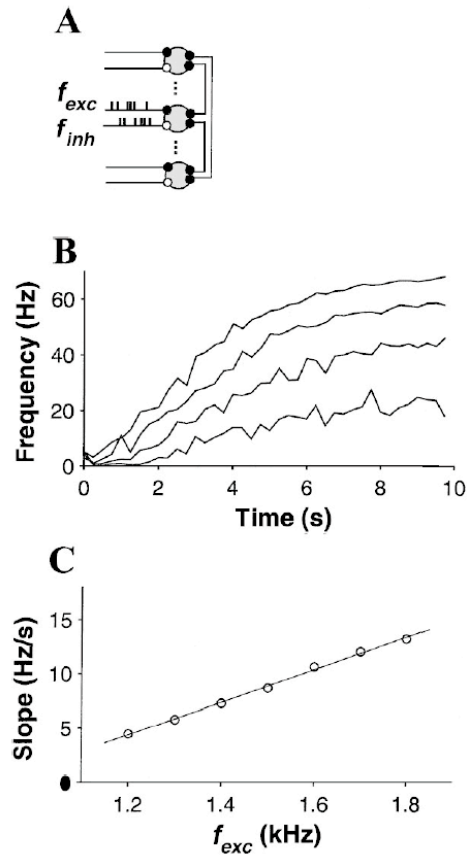 A
f_exc
f_inh
B
Frequency (Hz)
60
40
20
0
0 2 4 6 8 10
Time (s)
C
Slope (Hz/s)
15
10
5
1.2 1.4 1.6 1.8
f_exc (kHz)